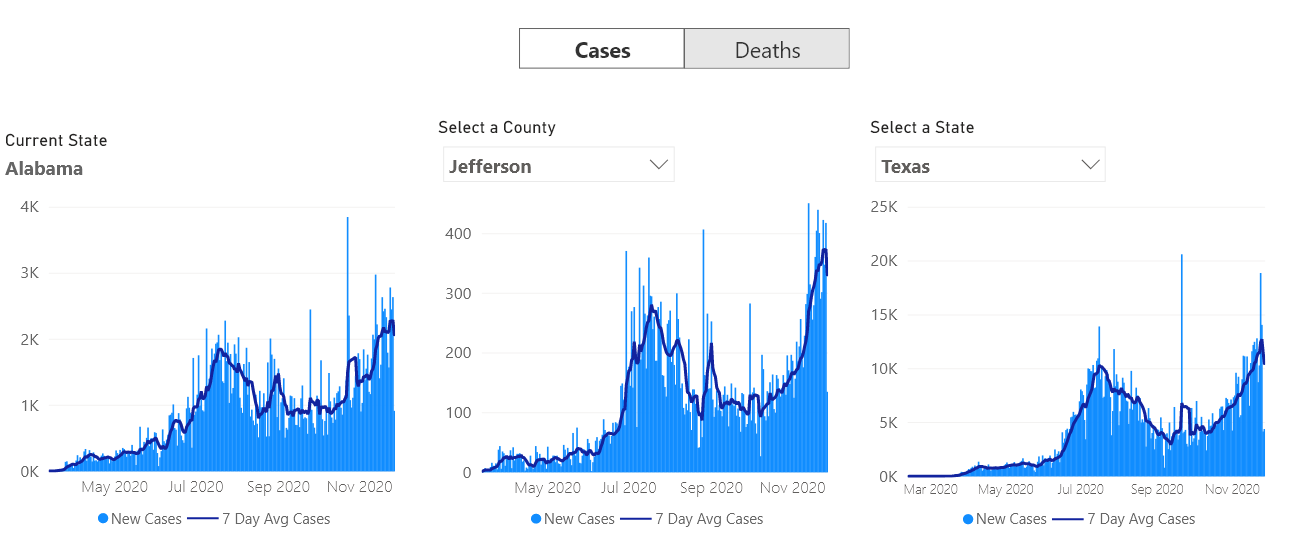 Cases Deaths
Current State
Alabama
4K
3K
2K
1K
0K
May 2020 Jul 2020 Sep 2020 Nov 2020
New Cases 7 Day Avg Cases
Select a County
Jefferson
400
300
200
100
0
May 2020 Jul 2020 Sep 2020 Nov 2020
New Cases 7 Day Avg Cases
Select a State
Texas
25K
20K
15K
10K
5K
0K
Mar 2020 May 2020 Jul 2020 Sep 2020 Nov 2020
New Cases 7 Day Avg Cases